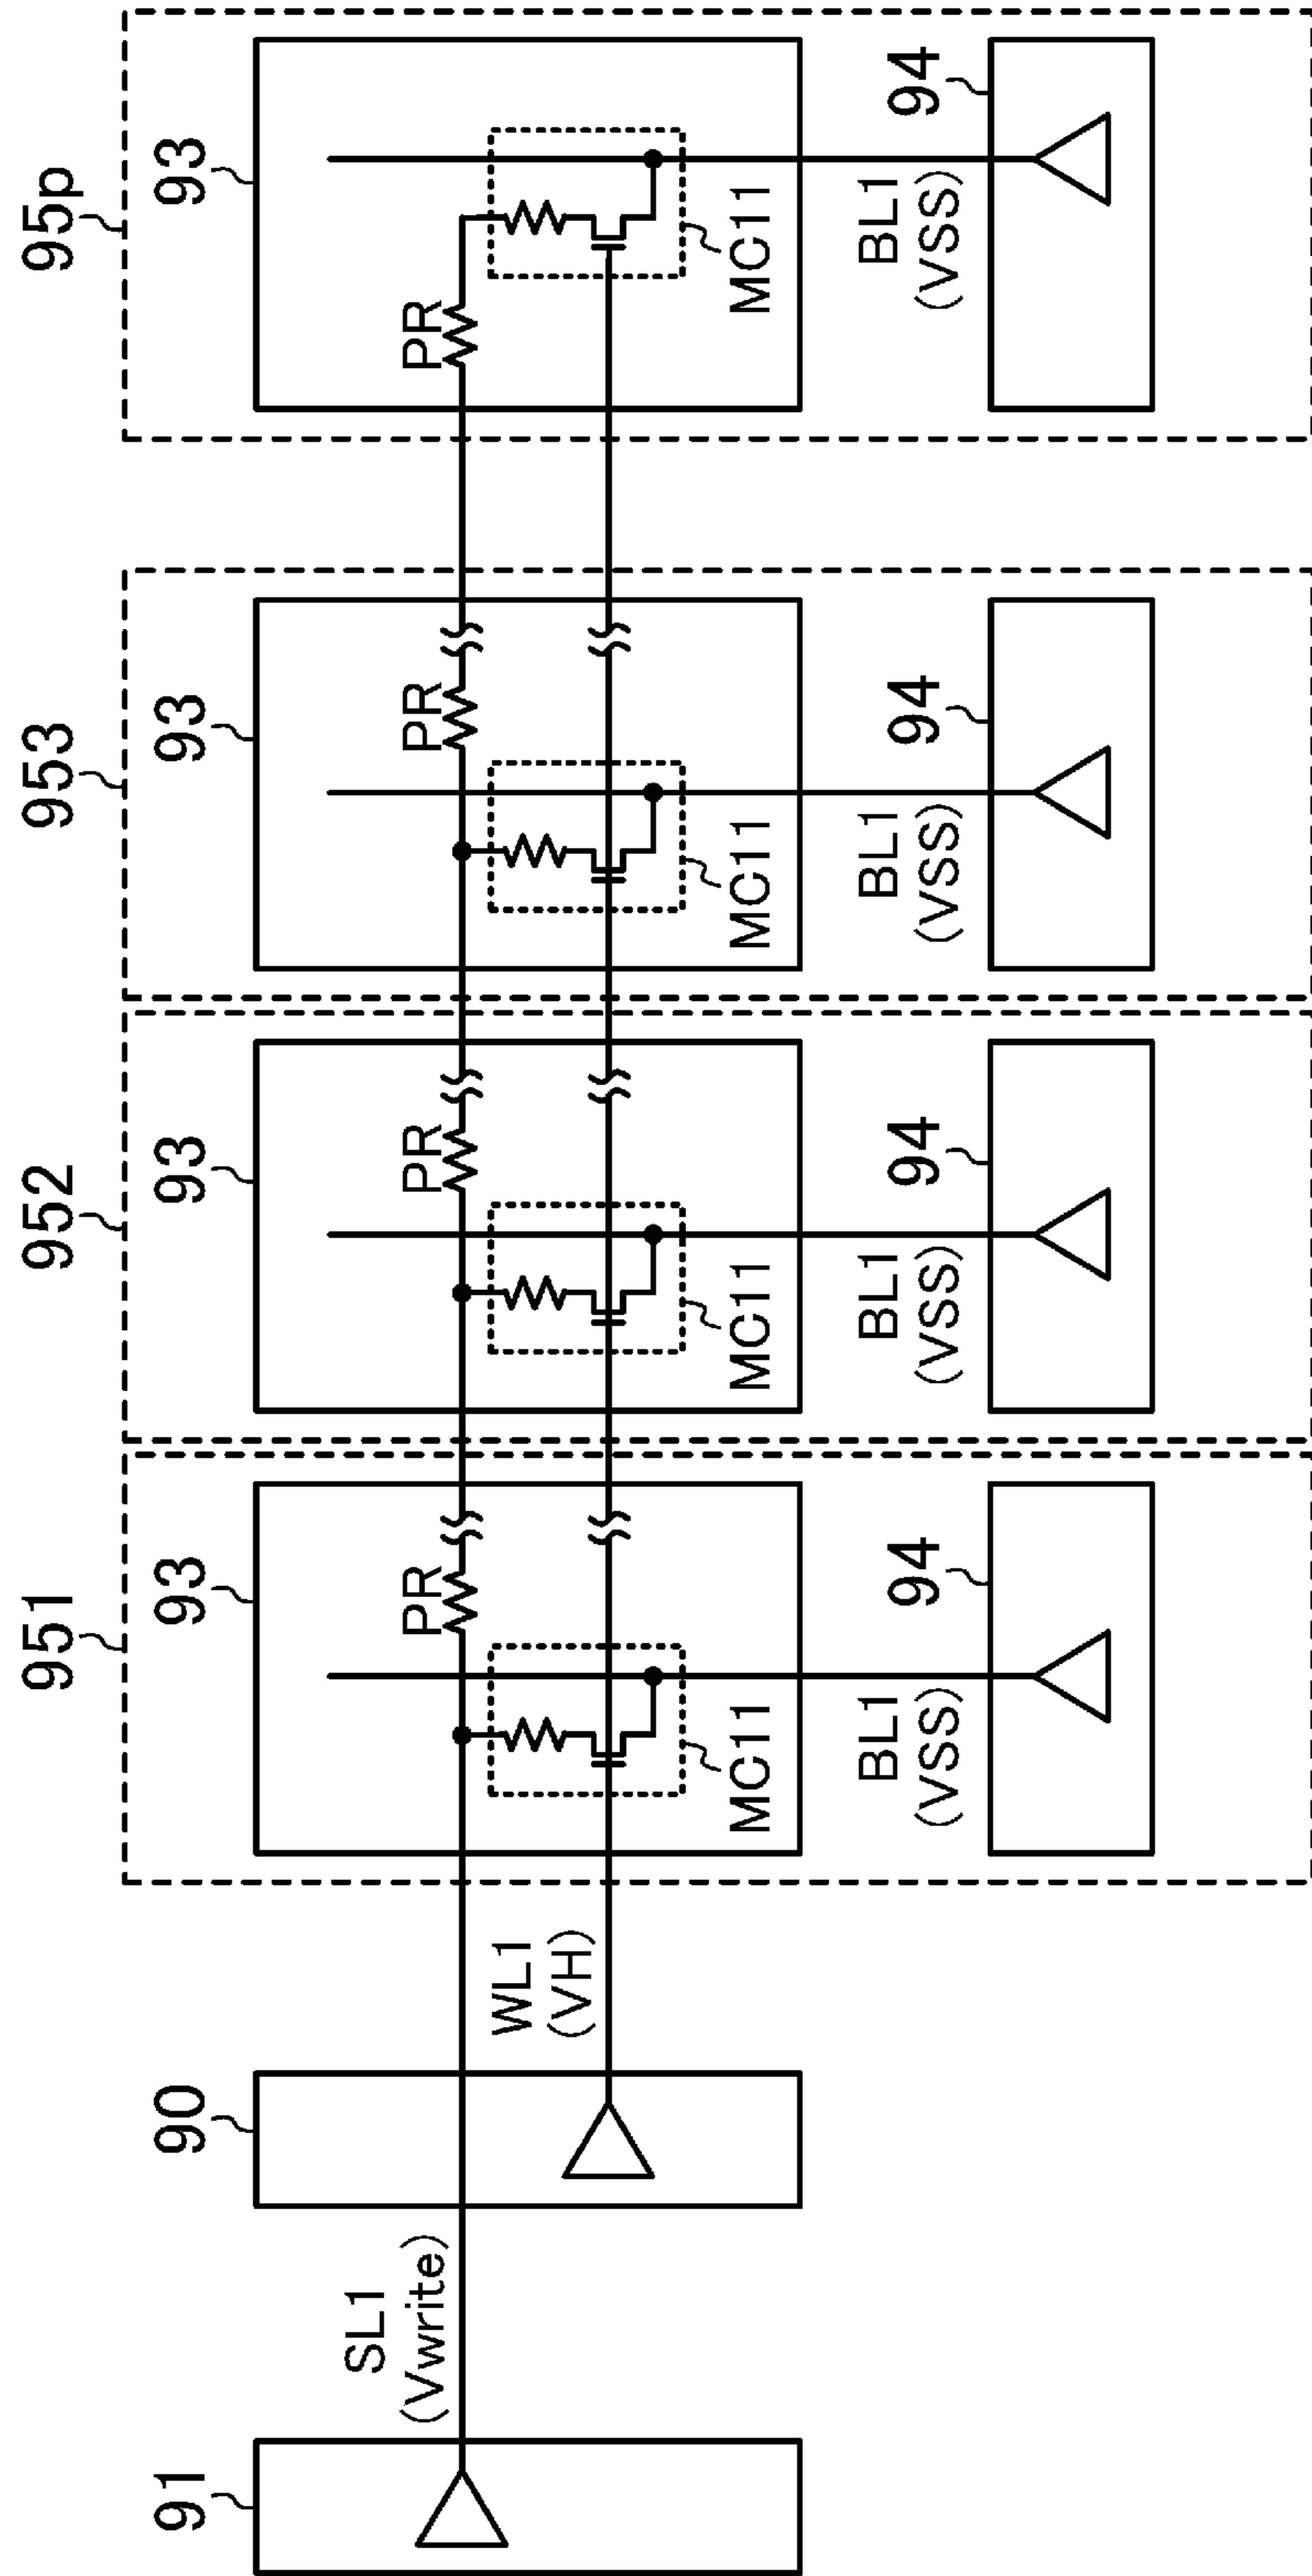 951
952
953
95p
91
90
93
93
93
93
SL1
(Vwrite)
PR
PR
PR
PR
WL1
(VH)
MC11
MC11
MC11
MC11
BL1
(VSS)
BL1
(VSS)
BL1
(VSS)
BL1
(VSS)
94
94
94
94